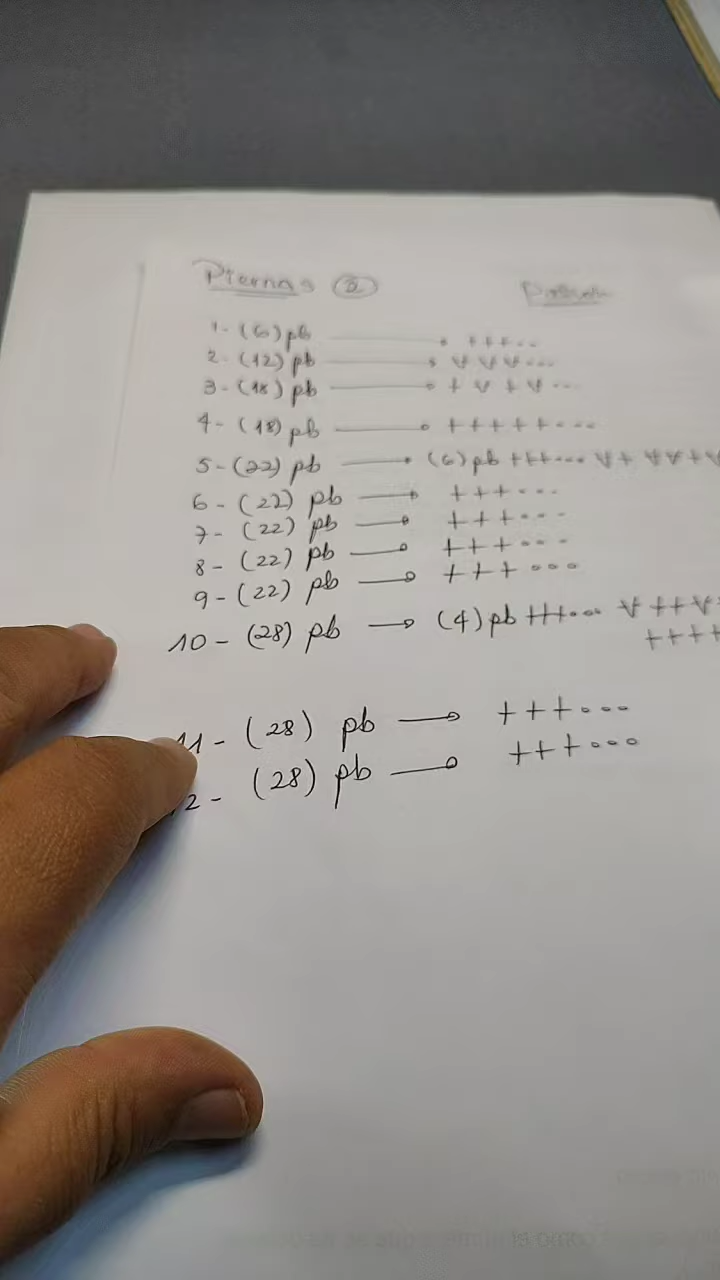 Piernas (2)
1- (6) pb → +++...
2- (12) pb → V V V ...
3- (18) pb → + V + V ...
4- (18) pb → +++++...
5- (22) pb → (6) pb +++... V+ VV+V
6- (22) pb → +++...
7- (22) pb → +++...
8- (22) pb → +++...
9- (22) pb → +++...
10- (28) pb → (4) pb +++... V++V
++++
11- (28) pb → +++...
12- (28) pb → +++...